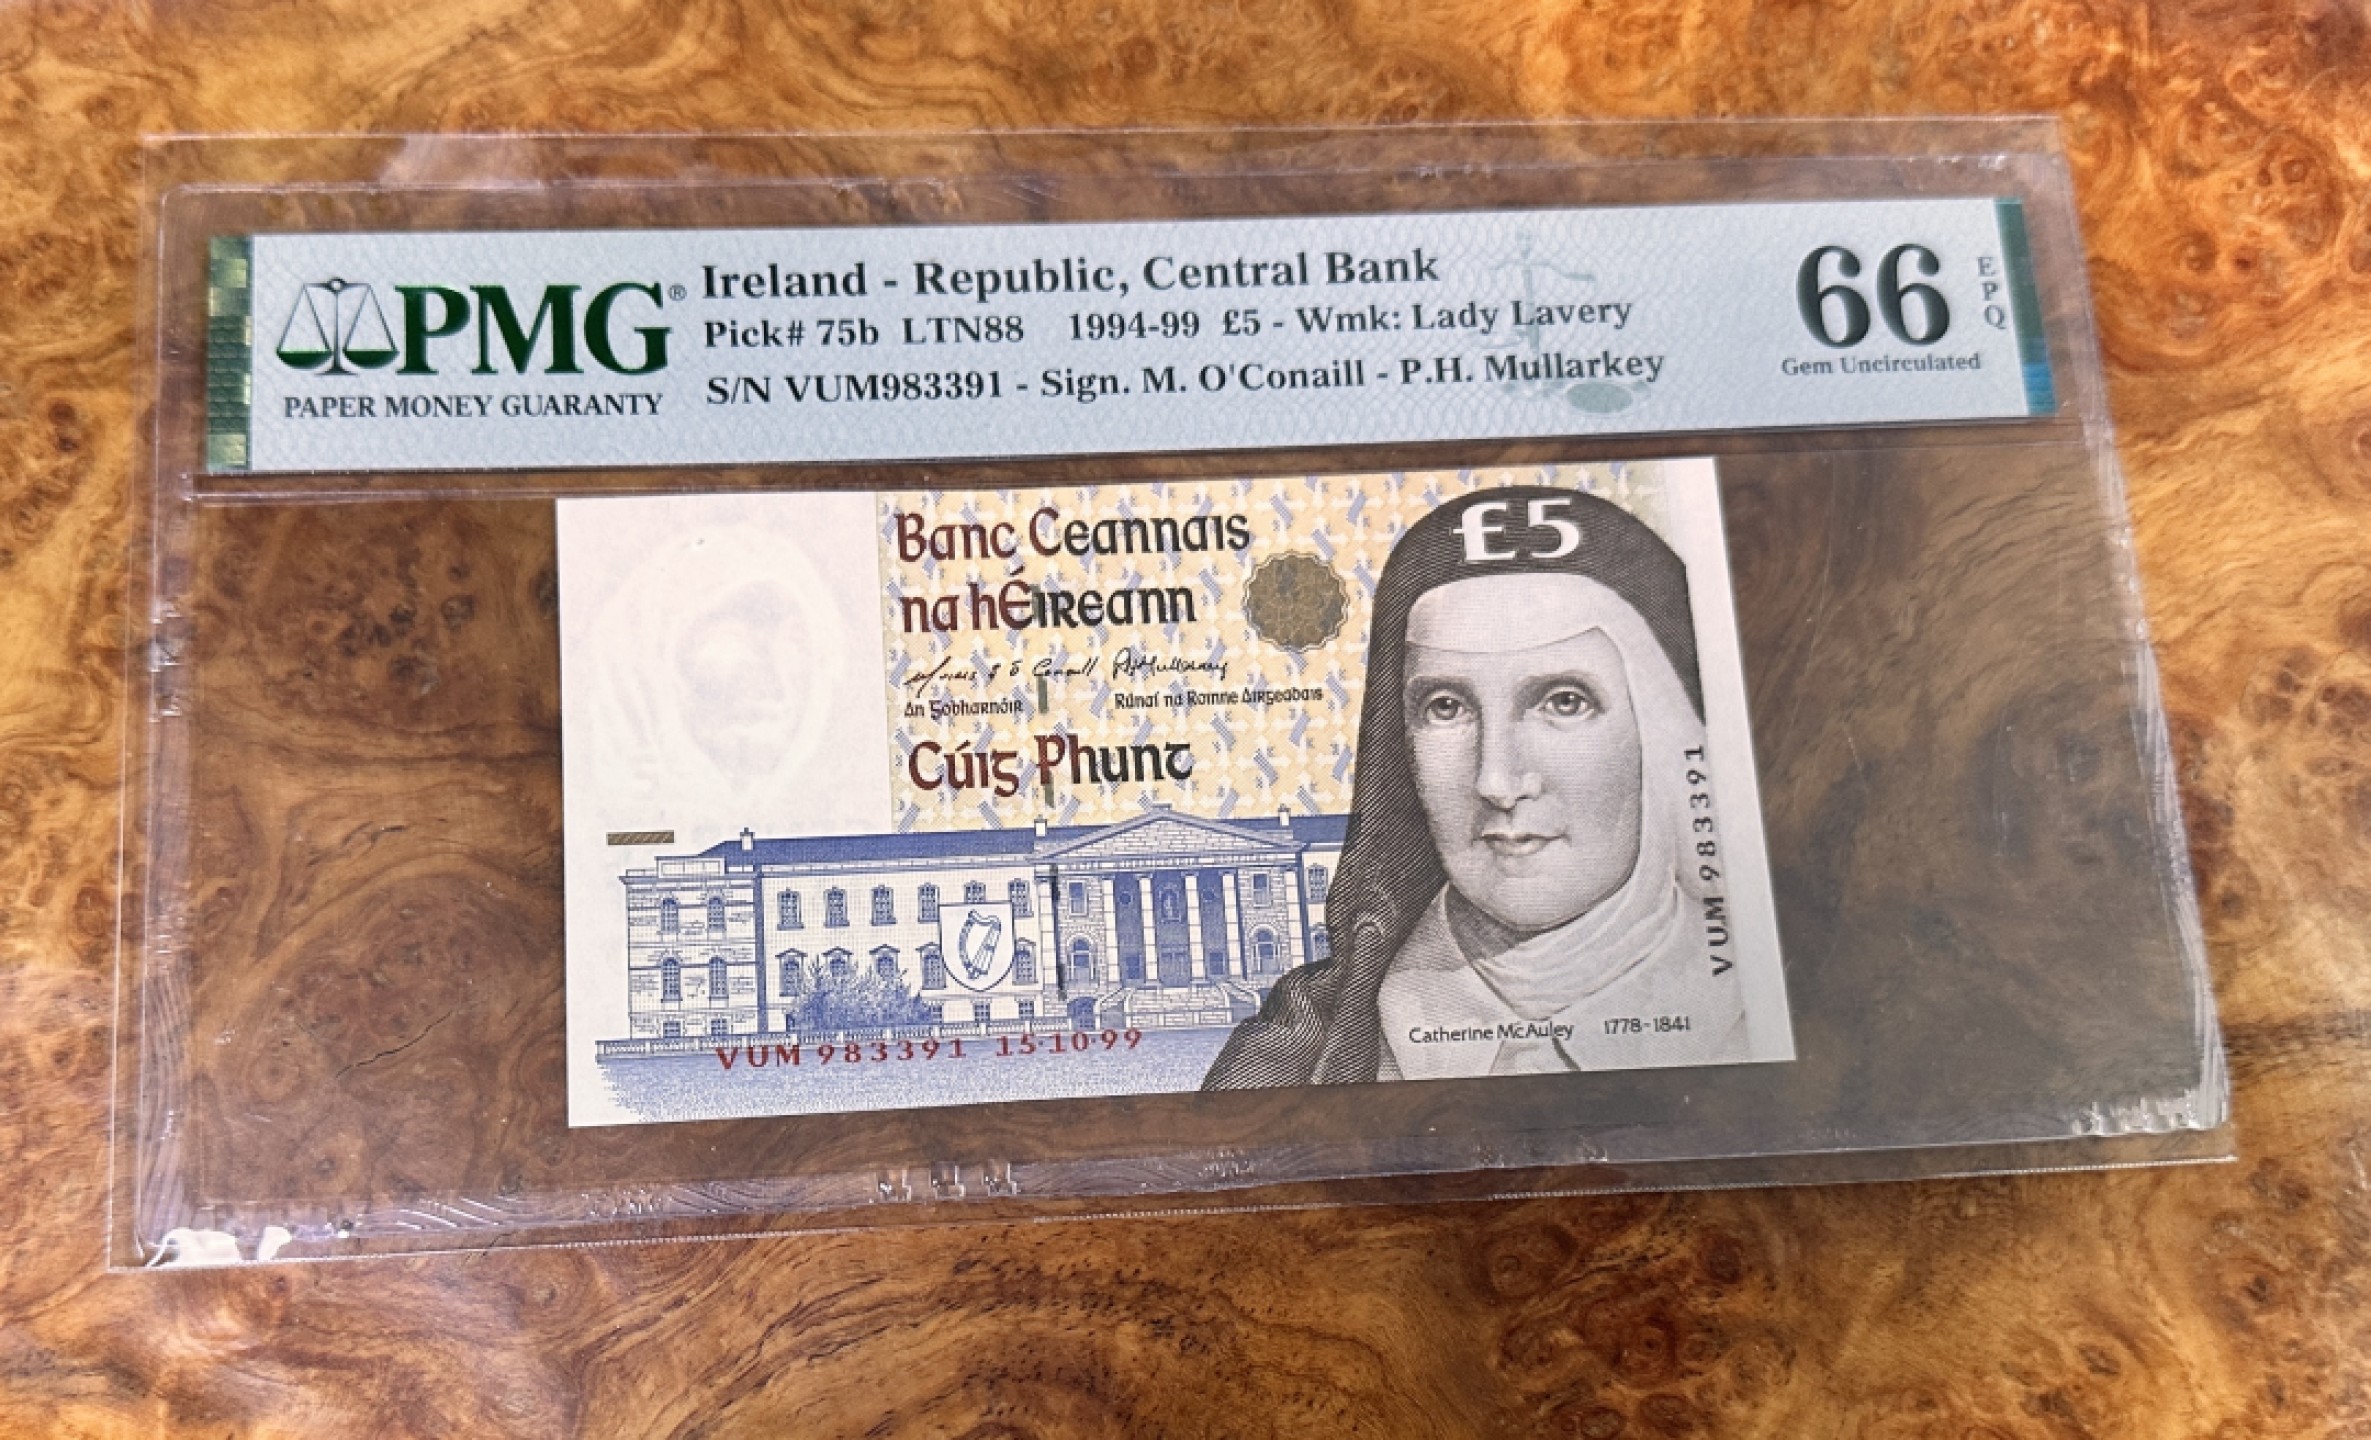 PMG®
PAPER MONEY GUARANTY
Ireland - Republic, Central Bank
Pick# 75b LTN88 1994-99 £5 - Wmk: Lady Lavery
S/N VUM983391 - Sign. M. O'Conaill - P.H. Mullarkey
66
EPQ
Gem Uncirculated
£5
Banc Ceannais
na hÉireann
An Gobharnóir
Rúnaí na Roinne Airgeadais
Cúig Phunt
VUM 983391
VUM 983391 15·10·99
Catherine McAuley 1778-1841